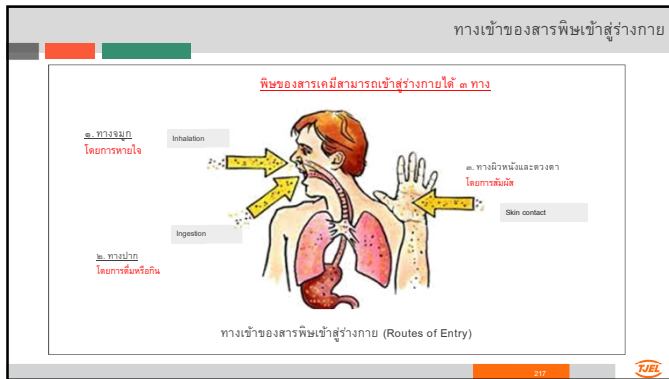 ทางเข้าของสารพิษเข้าสู่ร่างกาย
พิษของสารเคมีสามารถเข้าสู่ร่างกายได้ ๓ ทาง
๑. ทางจมูก
โดยการหายใจ
Inhalation
๓. ทางผิวหนังและดวงตา
โดยการสัมผัส
Skin contact
Ingestion
๒. ทางปาก
โดยการดื่มหรือกิน
ทางเข้าของสารพิษเข้าสู่ร่างกาย (Routes of Entry)
217
TJEL